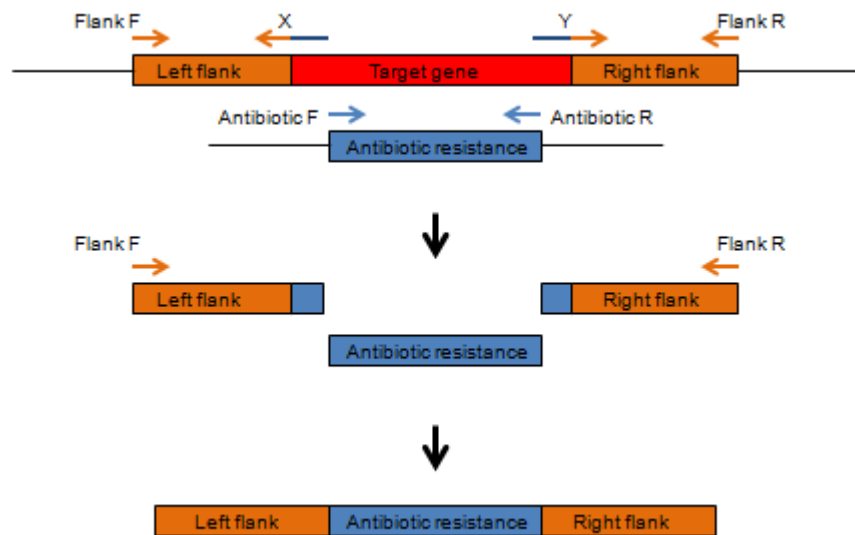 Flank F X Y Flank R
Left flank Target gene Right flank
Antibiotic F Antibiotic R
Antibiotic resistance
Flank F Flank R
Left flank Right flank
Antibiotic resistance
Left flank Antibiotic resistance Right flank